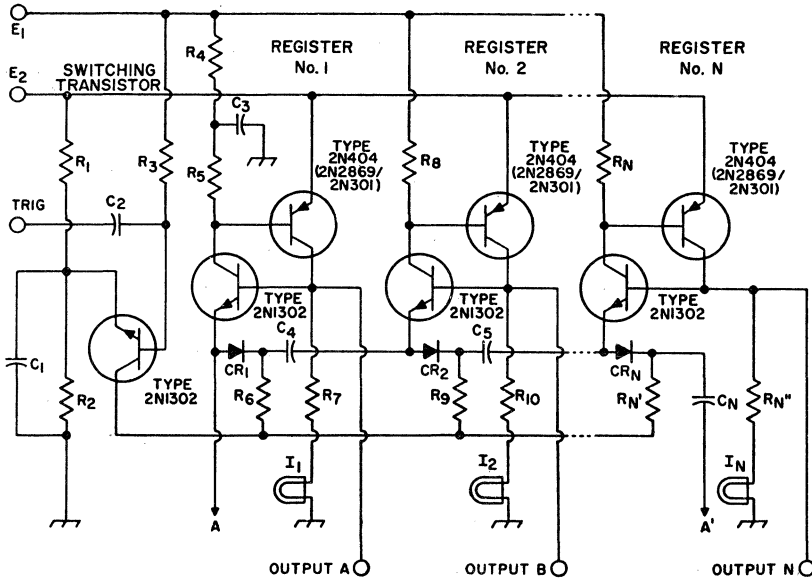 E1
R4
REGISTER
No. 1
REGISTER
No. 2
REGISTER
No. N
E2
SWITCHING
TRANSISTOR
C3
R1
R3
R5
TYPE
2N404
(2N2869/
2N301)
R8
TYPE
2N404
(2N2869/
2N301)
RN
TYPE
2N404
(2N2869/
2N301)
TRIG
C2
TYPE
2N1302
TYPE
2N1302
TYPE
2N1302
C4
C5
C1
R2
TYPE
2N1302
CR1
R6
R7
CR2
R9
R10
CRN
RN'
CN
RN"
I1
I2
IN
A
A'
OUTPUT A
OUTPUT B
OUTPUT N